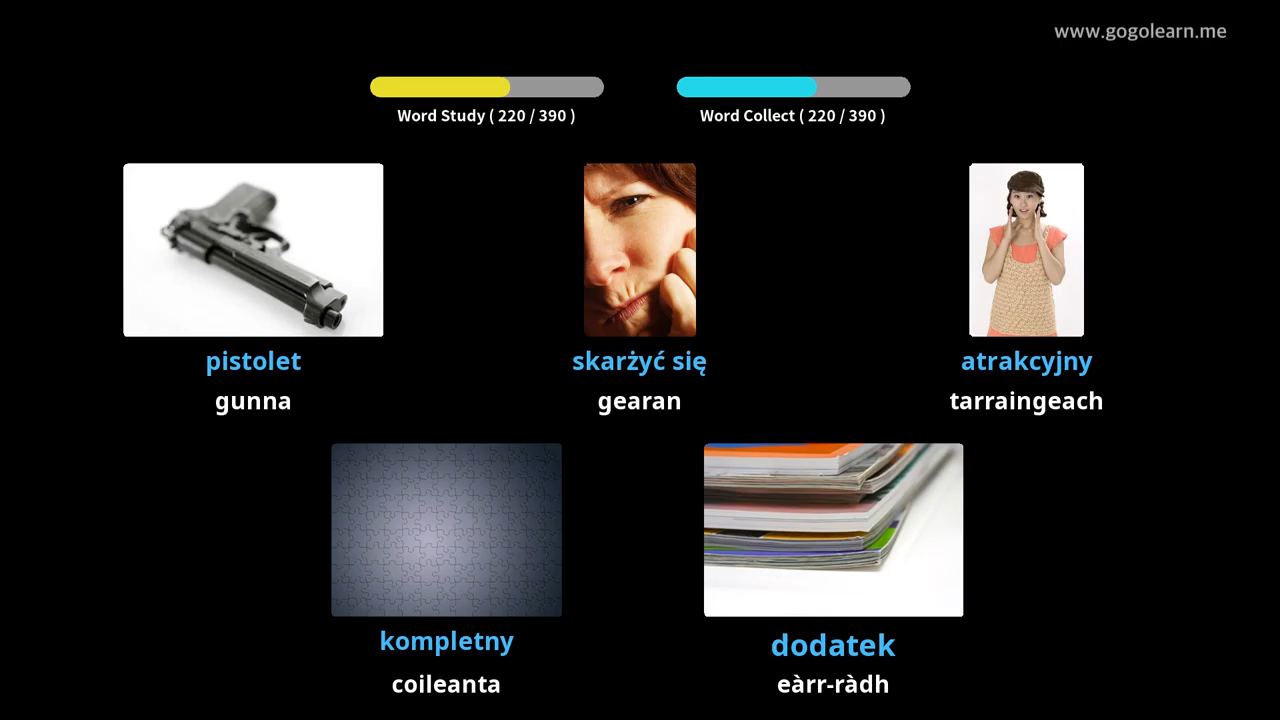 www.gogolearn.me
Word Study ( 220 / 390 )
Word Collect ( 220 / 390 )
pistolet
gunna
skarżyć się
gearan
atrakcyjny
tarraingeach
kompletny
coileanta
dodatek
eàrr-ràdh